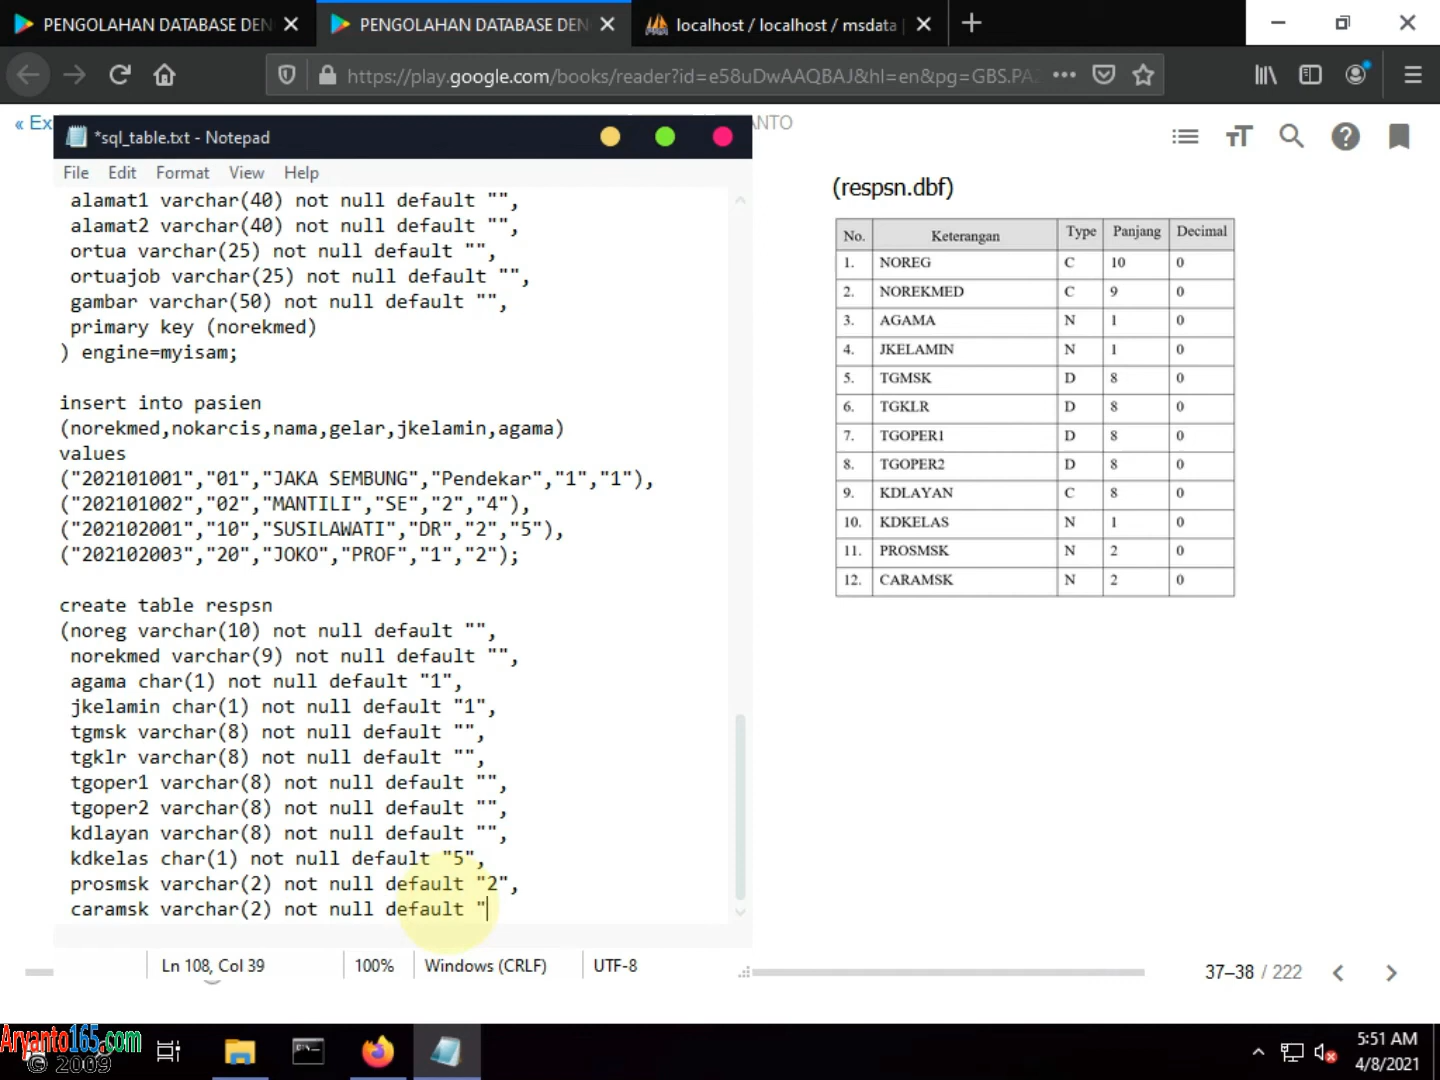 PENGOLAHAN DATABASE DEN
PENGOLAHAN DATABASE DEN
localhost / localhost / msdata |
https://play.google.com/books/reader?id=e58uDwAAQBAJ&hl=en&pg=GBS.PA
« Ex
ANTO
*sql_table.txt - Notepad
File Edit Format View Help
alamat1 varchar(40) not null default "",
alamat2 varchar(40) not null default "",
ortua varchar(25) not null default "",
ortuajob varchar(25) not null default "",
gambar varchar(50) not null default "",
primary key (norekmed)
) engine=myisam;
insert into pasien
(norekmed,nokarcis,nama,gelar,jkelamin,agama)
values
("202101001","01","JAKA SEMBUNG","Pendekar","1","1"),
("202101002","02","MANTILI","SE","2","4"),
("202102001","10","SUSILAWATI","DR","2","5"),
("202102003","20","JOKO","PROF","1","2");
create table respsn
(noreg varchar(10) not null default "",
norekmed varchar(9) not null default "",
agama char(1) not null default "1",
jkelamin char(1) not null default "1",
tgmsk varchar(8) not null default "",
tgklr varchar(8) not null default "",
tgoper1 varchar(8) not null default "",
tgoper2 varchar(8) not null default "",
kdlayan varchar(8) not null default "",
kdkelas char(1) not null default "5",
prosmsk varchar(2) not null default "2",
caramsk varchar(2) not null default "
Ln 108, Col 39 100% Windows (CRLF) UTF-8
(respsn.dbf)
No. Keterangan Type Panjang Decimal
1. NOREG C 10 0
2. NOREKMED C 9 0
3. AGAMA N 1 0
4. JKELAMIN N 1 0
5. TGMSK D 8 0
6. TGKLR D 8 0
7. TGOPER1 D 8 0
8. TGOPER2 D 8 0
9. KDLAYAN C 8 0
10. KDKELAS N 1 0
11. PROSMSK N 2 0
12. CARAMSK N 2 0
37–38 / 222
Aryanto165.com
© 2009
5:51 AM
4/8/2021